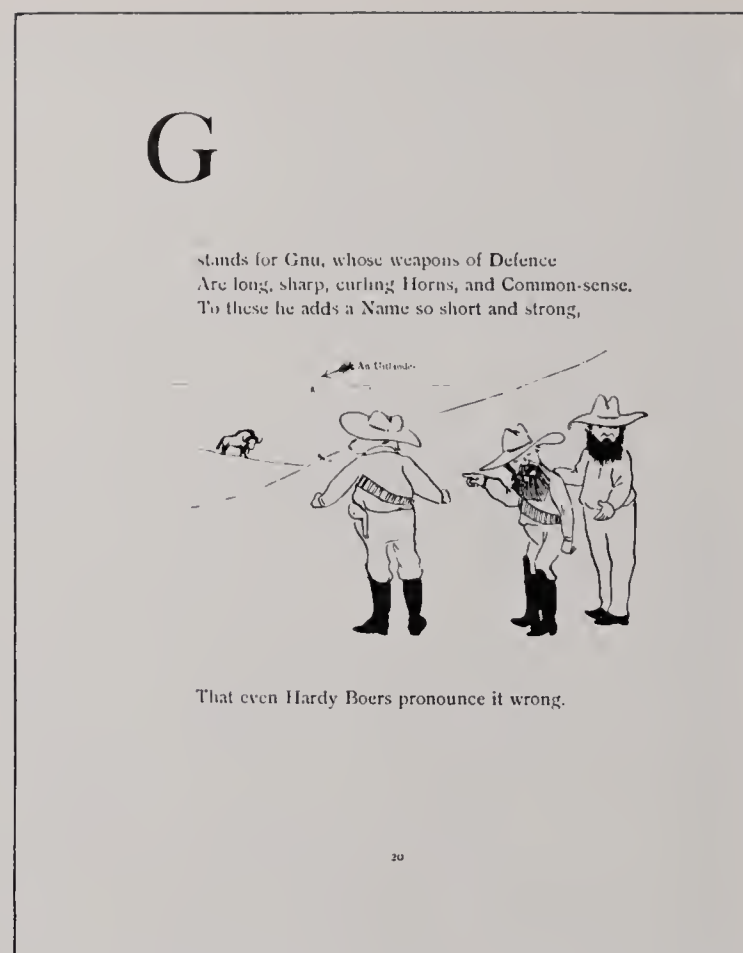 G
stands for Gnu, whose weapons of Defence
Are long, sharp, curling Horns, and Common-sense.
To these he adds a Name so short and strong,
An Uitlander
That even Hardy Boers pronounce it wrong.
20